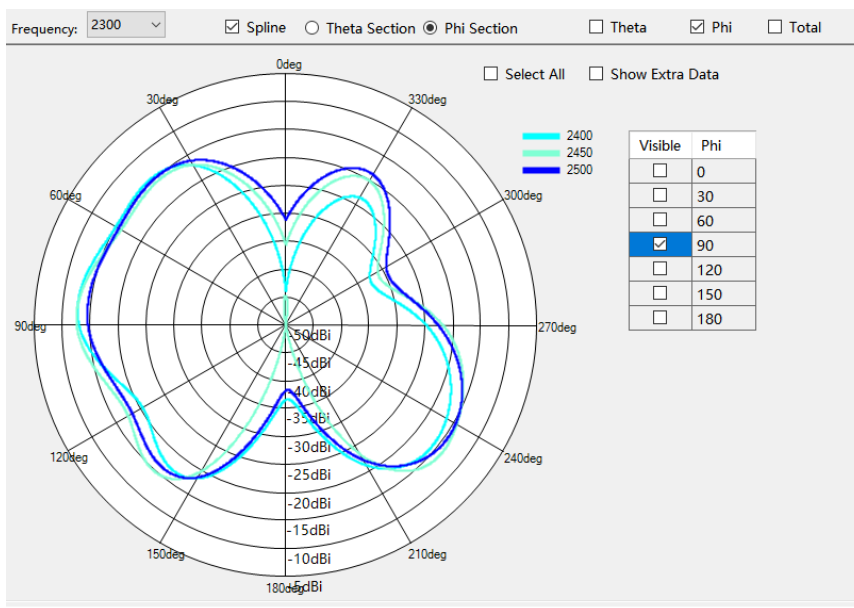 Frequency: 2300 Spline Theta Section Phi Section Theta Phi Total
0deg Select All Show Extra Data
30deg 330deg
2400
2450
2500
Visible Phi
0
30
60
90
120
150
180
60deg 300deg
90deg 270deg
-50dBi
-45dBi
-40dBi
-35dBi
-30dBi
-25dBi
-20dBi
-15dBi
-10dBi
-5dBi
120deg 240deg
150deg 210deg
180deg